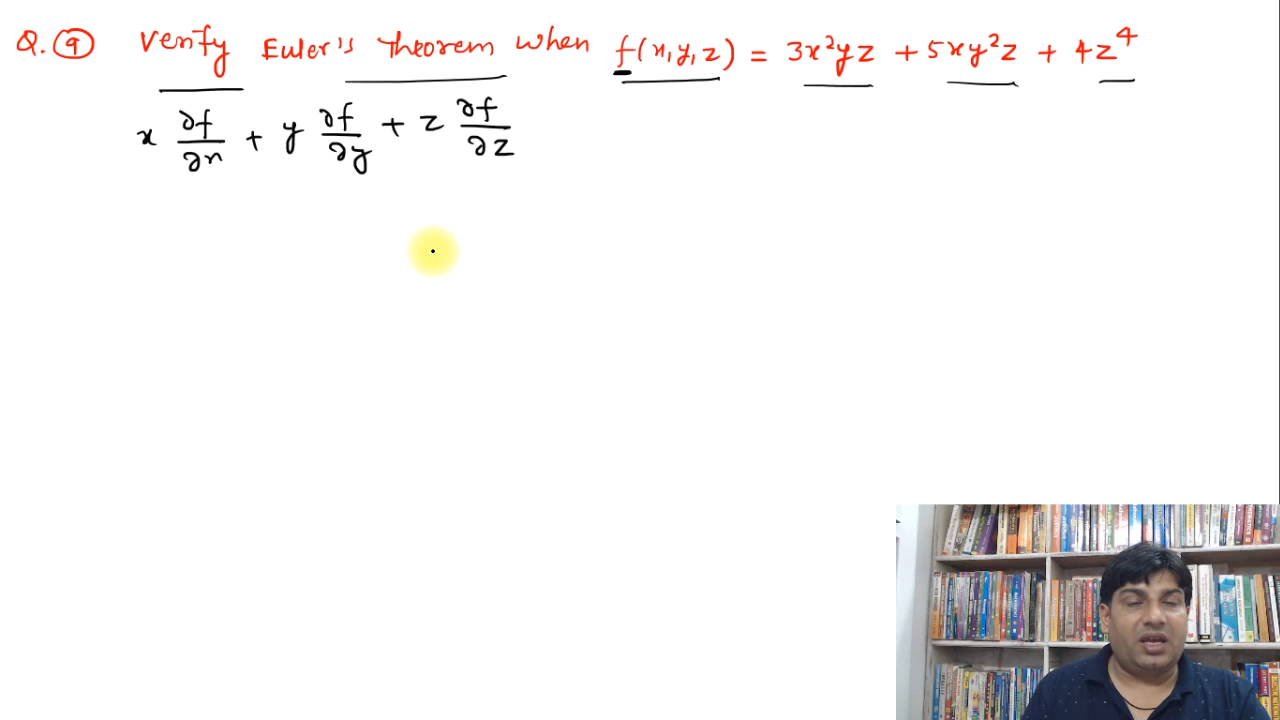 Q. 9 Verify Euler's Theorem when f(x,y,z) = 3x²yz + 5xy²z + 4z⁴
x ∂f/∂x + y ∂f/∂y + z ∂f/∂z